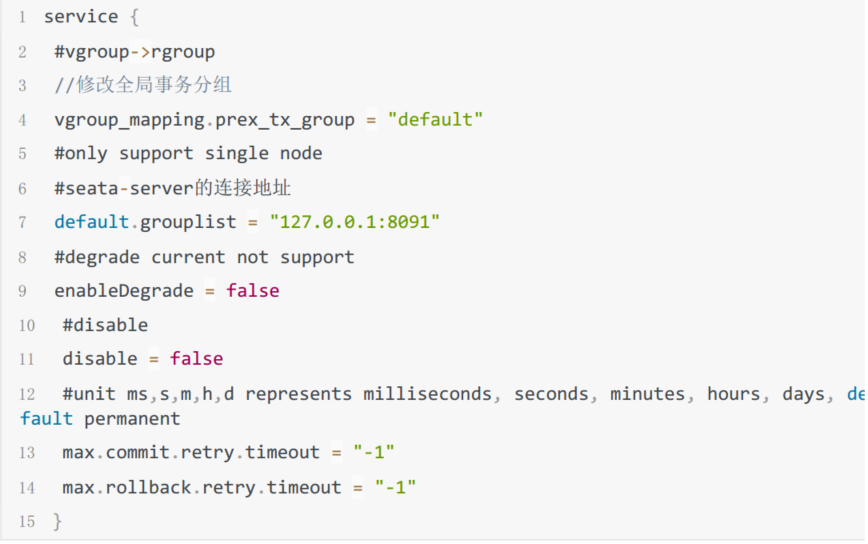 1 service {
2 #vgroup->rgroup
3 //修改全局事务分组
4 vgroup_mapping.prex_tx_group = "default"
5 #only support single node
6 #seata-server的连接地址
7 default.grouplist = "127.0.0.1:8091"
8 #degrade current not support
9 enableDegrade = false
10 #disable
11 disable = false
12 #unit ms,s,m,h,d represents milliseconds, seconds, minutes, hours, days, de
fault permanent
13 max.commit.retry.timeout = "-1"
14 max.rollback.retry.timeout = "-1"
15 }